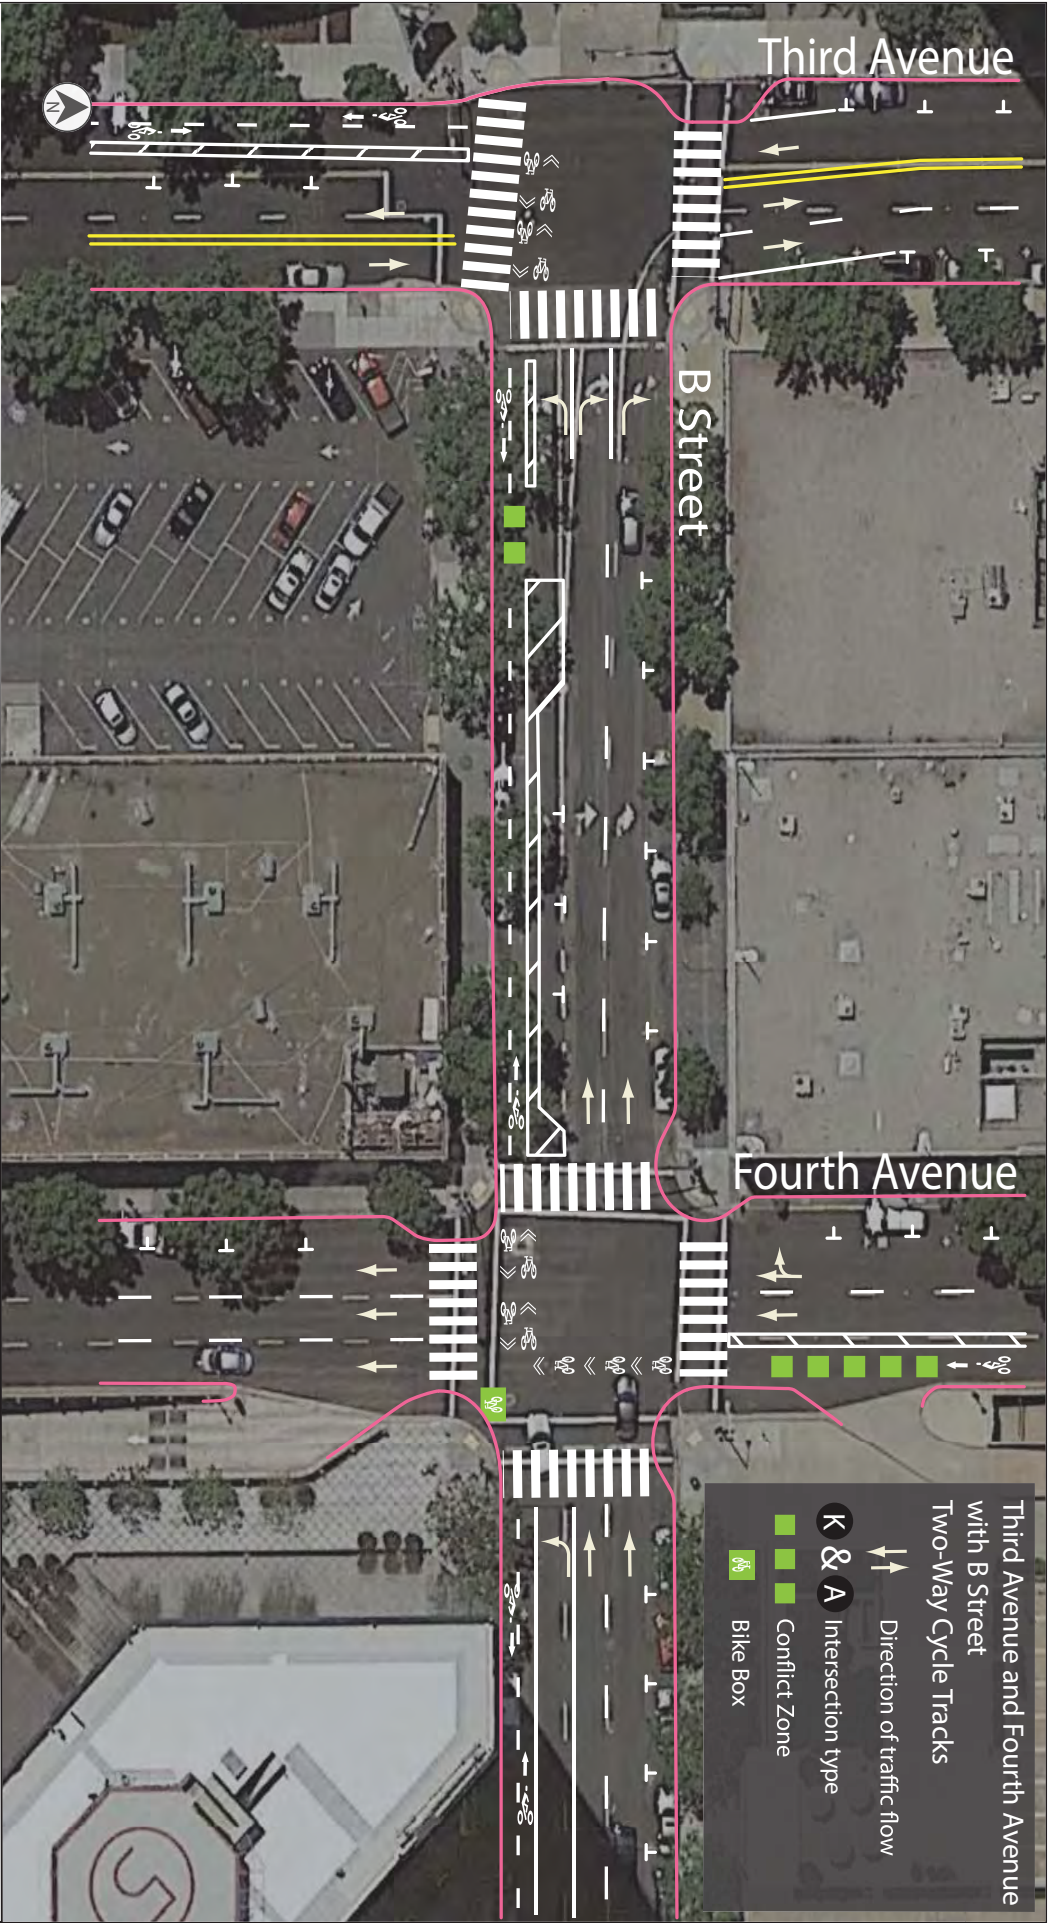 Third Avenue
B Street
Fourth Avenue
N
Third Avenue and Fourth Avenue
with B Street
Two-Way Cycle Tracks
Direction of traffic flow
K & A Intersection type
Conflict Zone
Bike Box